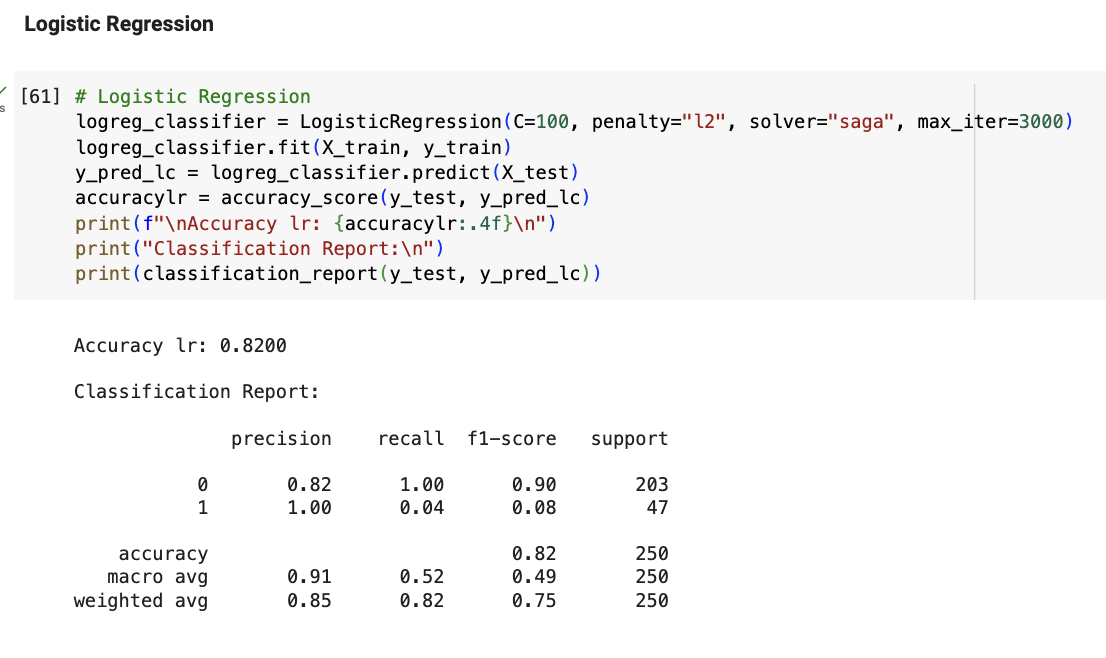 Logistic Regression
s
[61] # Logistic Regression
logreg_classifier = LogisticRegression(C=100, penalty="l2", solver="saga", max_iter=3000)
logreg_classifier.fit(X_train, y_train)
y_pred_lc = logreg_classifier.predict(X_test)
accuracylr = accuracy_score(y_test, y_pred_lc)
print(f"\nAccuracy lr: {accuracylr:.4f}\n")
print("Classification Report:\n")
print(classification_report(y_test, y_pred_lc))
Accuracy lr: 0.8200
Classification Report:
precision recall f1-score support
0 0.82 1.00 0.90 203
1 1.00 0.04 0.08 47
accuracy 0.82 250
macro avg 0.91 0.52 0.49 250
weighted avg 0.85 0.82 0.75 250